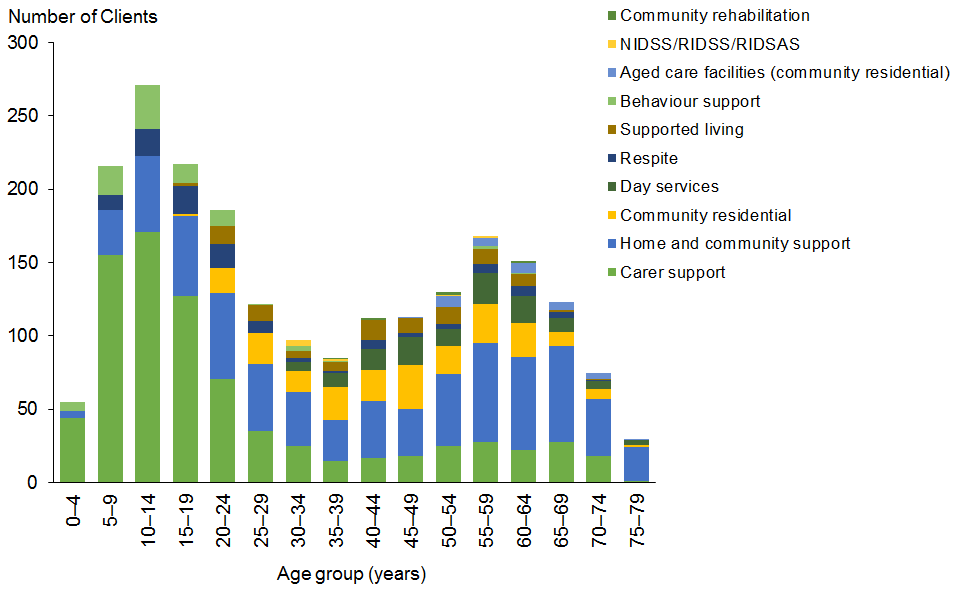 Number of Clients
300
250
200
150
100
50
0
0–4
5–9
10–14
15–19
20–24
25–29
30–34
35–39
40–44
45–49
50–54
55–59
60–64
65–69
70–74
75–79
Age group (years)
Community rehabilitation
NIDSS/RIDSS/RIDSAS
Aged care facilities (community residential)
Behaviour support
Supported living
Respite
Day services
Community residential
Home and community support
Carer support